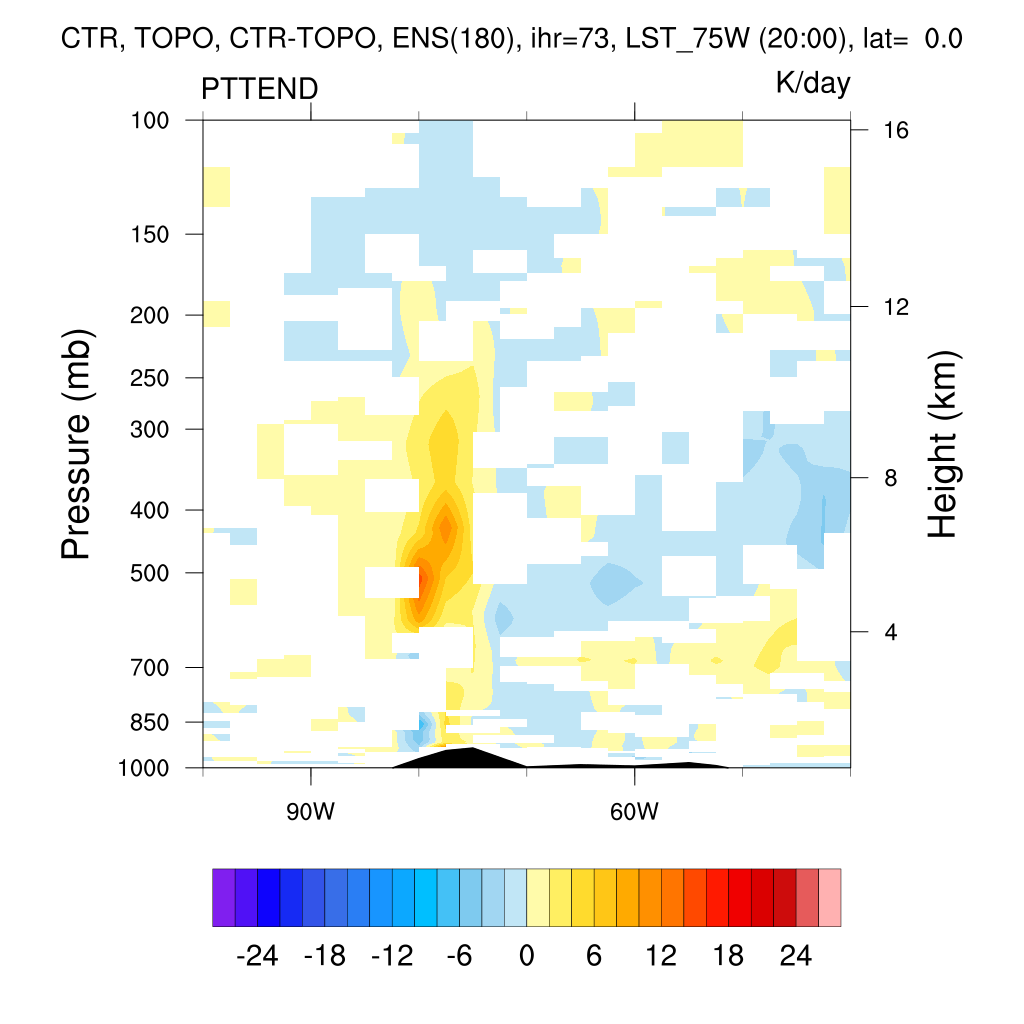 CTR, TOPO, CTR-TOPO, ENS(180), ihr=73, LST_75W (20:00), lat= 0.0
PTTEND K/day
100
150
200
250
300
400
500
700
850
1000
Pressure (mb)
16
12
8
4
Height (km)
90W 60W
-24 -18 -12 -6 0 6 12 18 24